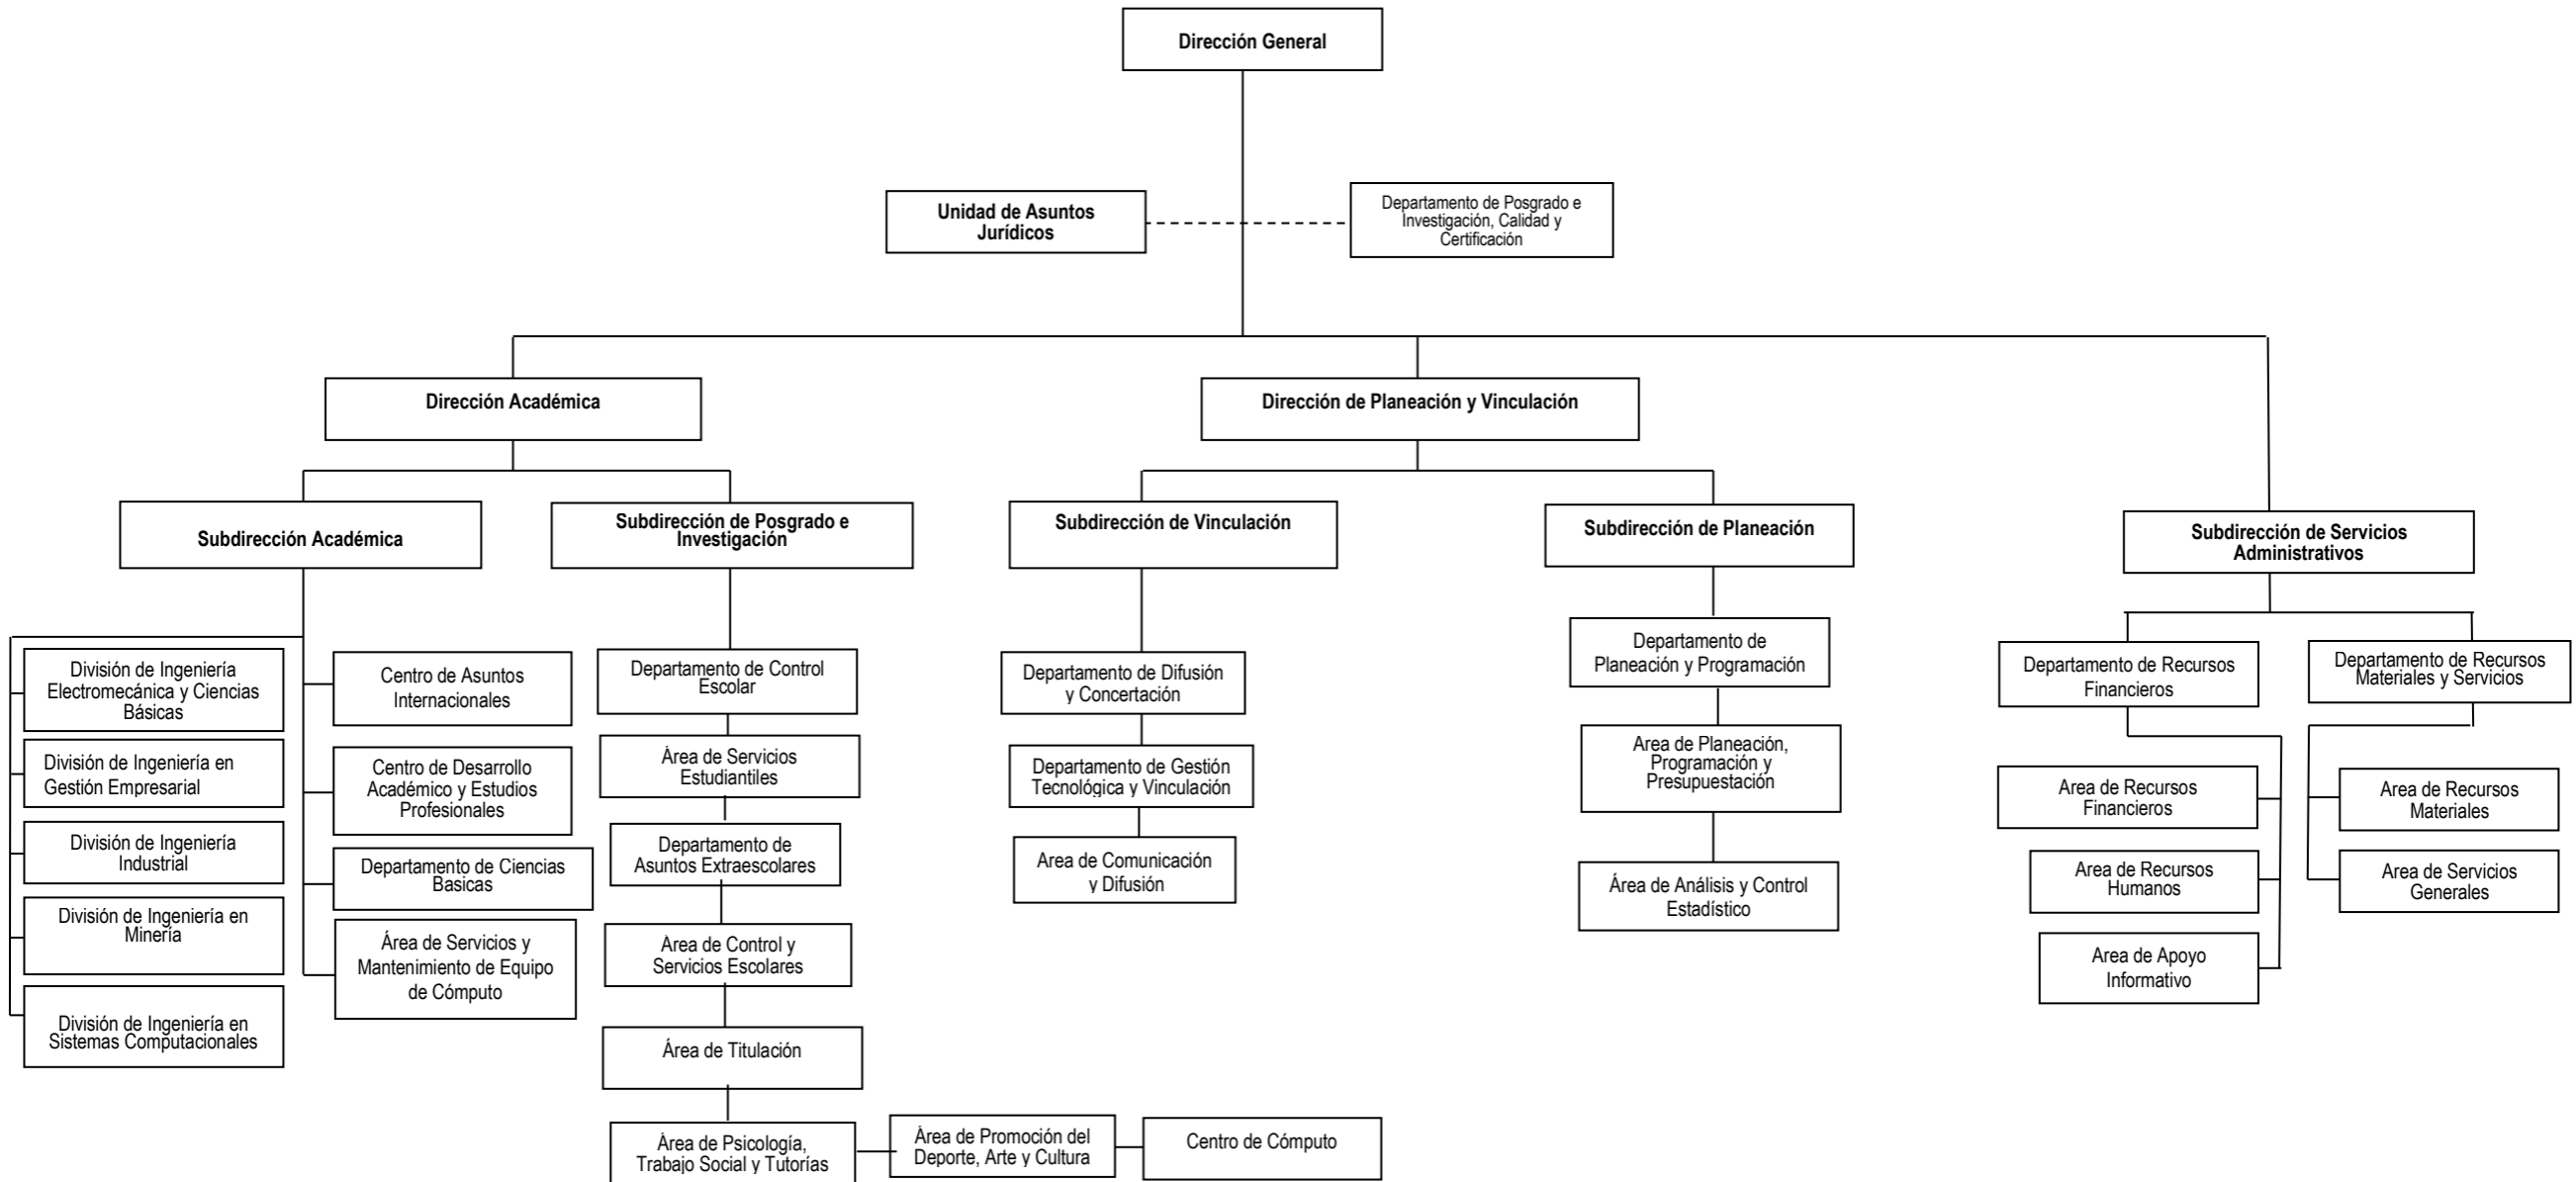 Dirección General
Unidad de Asuntos
Jurídicos
Departamento de Posgrado e
Investigación, Calidad y
Certificación
Dirección Académica
Dirección de Planeación y Vinculación
Subdirección Académica
Subdirección de Posgrado e
Investigación
Subdirección de Vinculación
Subdirección de Planeación
Subdirección de Servicios
Administrativos
División de Ingeniería
Electromecánica y Ciencias
Básicas
División de Ingeniería en
Gestión Empresarial
División de Ingeniería
Industrial
División de Ingeniería en
Minería
División de Ingeniería en
Sistemas Computacionales
Centro de Asuntos
Internacionales
Centro de Desarrollo
Académico y Estudios
Profesionales
Departamento de Ciencias
Basicas
Área de Servicios y
Mantenimiento de Equipo
de Cómputo
Departamento de Control
Escolar
Área de Servicios
Estudiantiles
Departamento de
Asuntos Extraescolares
Área de Control y
Servicios Escolares
Área de Titulación
Área de Psicología,
Trabajo Social y Tutorías
Área de Promoción del
Deporte, Arte y Cultura
Centro de Cómputo
Departamento de Difusión
y Concertación
Departamento de Gestión
Tecnológica y Vinculación
Area de Comunicación
y Difusión
Departamento de
Planeación y Programación
Area de Planeación,
Programación y
Presupuestación
Área de Análisis y Control
Estadístico
Departamento de Recursos
Financieros
Area de Recursos
Financieros
Area de Recursos
Humanos
Area de Apoyo
Informativo
Departamento de Recursos
Materiales y Servicios
Area de Recursos
Materiales
Area de Servicios
Generales